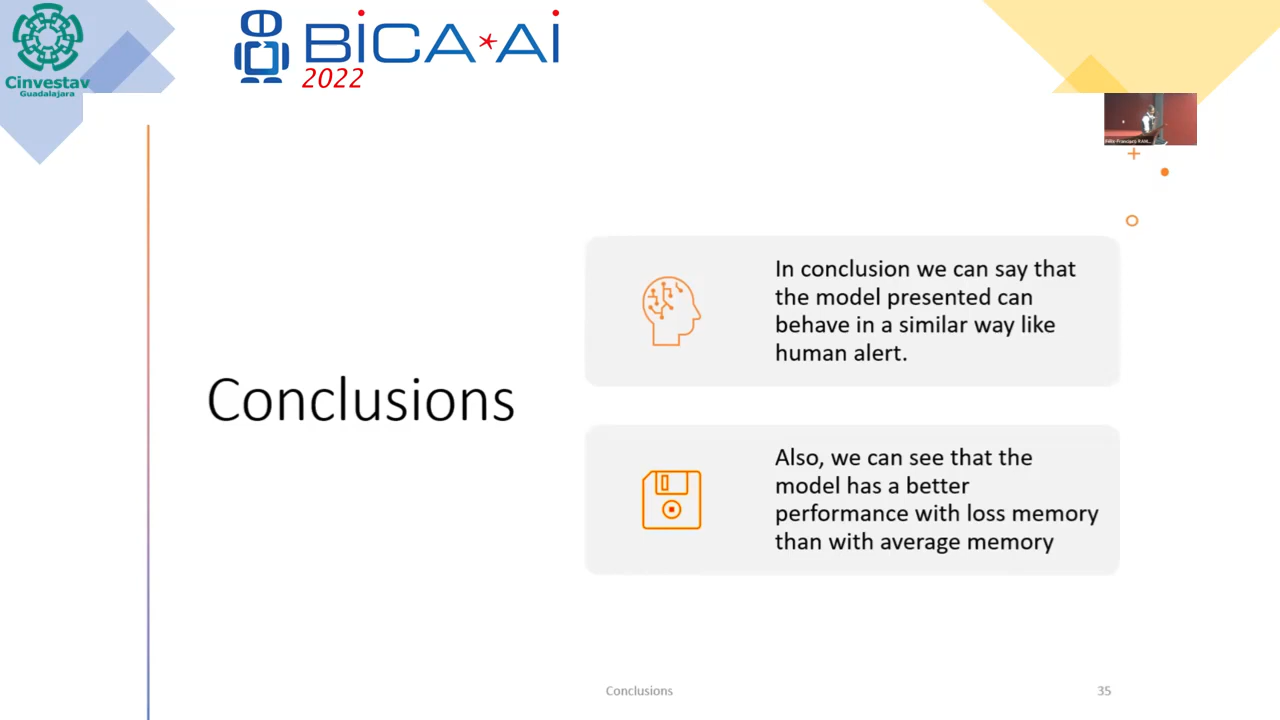 Cinvestav
Guadalajara
BiCA*Ai
2022
In conclusion we can say that
the model presented can
behave in a similar way like
human alert.
Conclusions
Also, we can see that the
model has a better
performance with loss memory
than with average memory
Conclusions
35